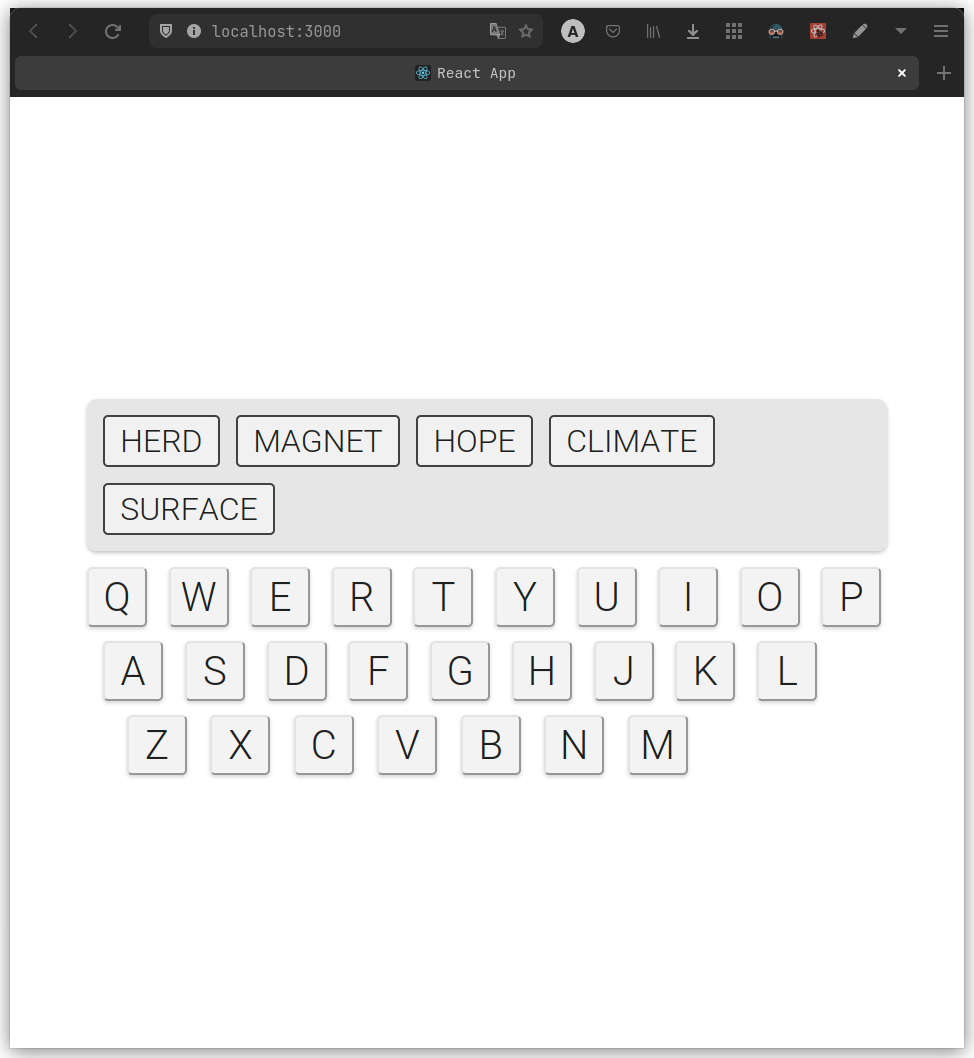 localhost:3000
A
React App
HERD MAGNET HOPE CLIMATE
SURFACE
Q W E R T Y U I O P
A S D F G H J K L
Z X C V B N M